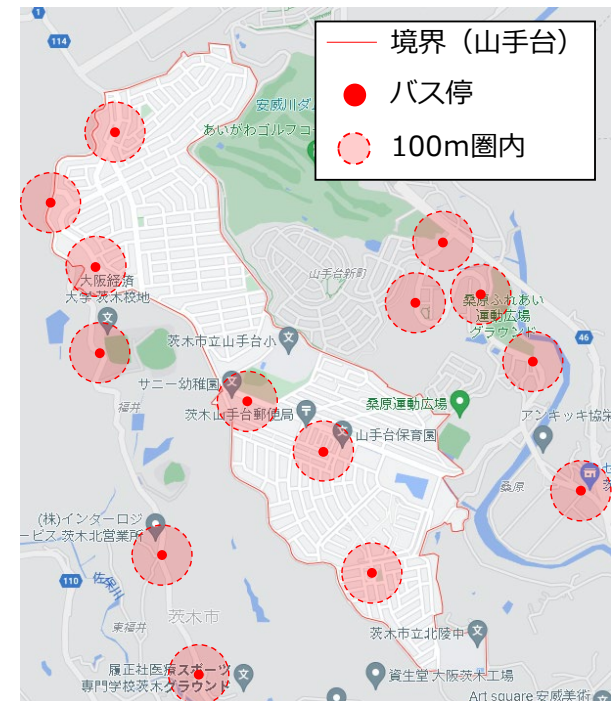 1
114
境界（山手台）
バス停
100m圏内
安威川ダム
あいがわゴルフコー
山手台新町
大阪経済
大学 茨木校地
桑原ふれあい
運動広場
グラウンド
46
茨木市立山手台小
サニー幼稚園
福井
茨木山手台郵便局
桑原運動広場
アンキッキ協栄
山手台保育園
桑原
セ
茨
(株)インターロジ
ービス 茨木北営業所
佐保川
110
茨木市
東福井
茨木市立北陵中
履正社医療スポーツ
専門学校茨木グラウンド
資生堂 大阪茨木工場
Art square 安威美術